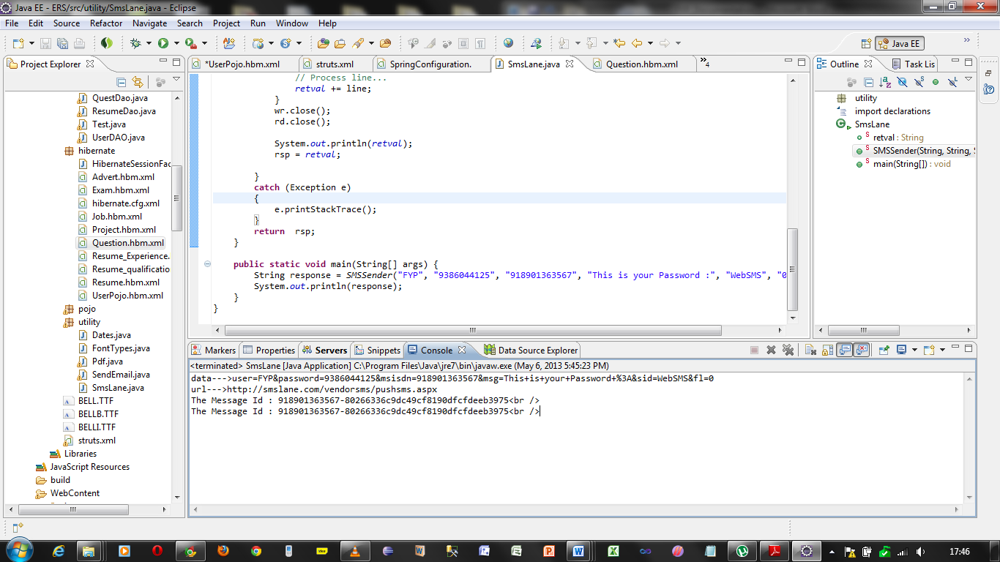 Java EE - ERS/src/utility/SmsLane.java - Eclipse
File Edit Source Refactor Navigate Search Project Run Window Help
Java EE
Project Explorer
*UserPojo.hbm.xml struts.xml SpringConfiguration. SmsLane.java Question.hbm.xml 4
Outline Task Lis
QuestDao.java
ResumeDao.java
Test.java
UserDAO.java
hibernate
HibernateSessionFac
Advert.hbm.xml
Exam.hbm.xml
hibernate.cfg.xml
Job.hbm.xml
Project.hbm.xml
Question.hbm.xml
Resume_Experience.
Resume_qualificatio
Resume.hbm.xml
UserPojo.hbm.xml
pojo
utility
Dates.java
FontTypes.java
Pdf.java
SendEmail.java
SmsLane.java
BELL.TTF
BELLB.TTF
BELLI.TTF
struts.xml
Libraries
JavaScript Resources
build
WebContent
// Process line...
retval += line;
}
wr.close();
rd.close();
System.out.println(retval);
rsp = retval;
}
catch (Exception e)
{
e.printStackTrace();
}
return rsp;
}
public static void main(String[] args) {
String response = SMSSender("FYP", "9386044125", "918901363567", "This is your Password :", "WebSMS", "0
System.out.println(response);
}
}
utility
import declarations
SmsLane
retval : String
SMSSender(String, String, S
main(String[]) : void
Markers Properties Servers Snippets Console Data Source Explorer
<terminated> SmsLane [Java Application] C:\Program Files\Java\jre7\bin\javaw.exe (May 6, 2013 5:45:23 PM)
data--->user=FYP&password=9386044125&msisdn=918901363567&msg=This+is+your+Password+%3A&sid=WebSMS&fl=0
url--->http://smslane.com/vendorsms/pushsms.aspx
The Message Id : 918901363567-80266336c9dc49cf8190dfcfdeeb3975<br />
The Message Id : 918901363567-80266336c9dc49cf8190dfcfdeeb3975<br />
17:46